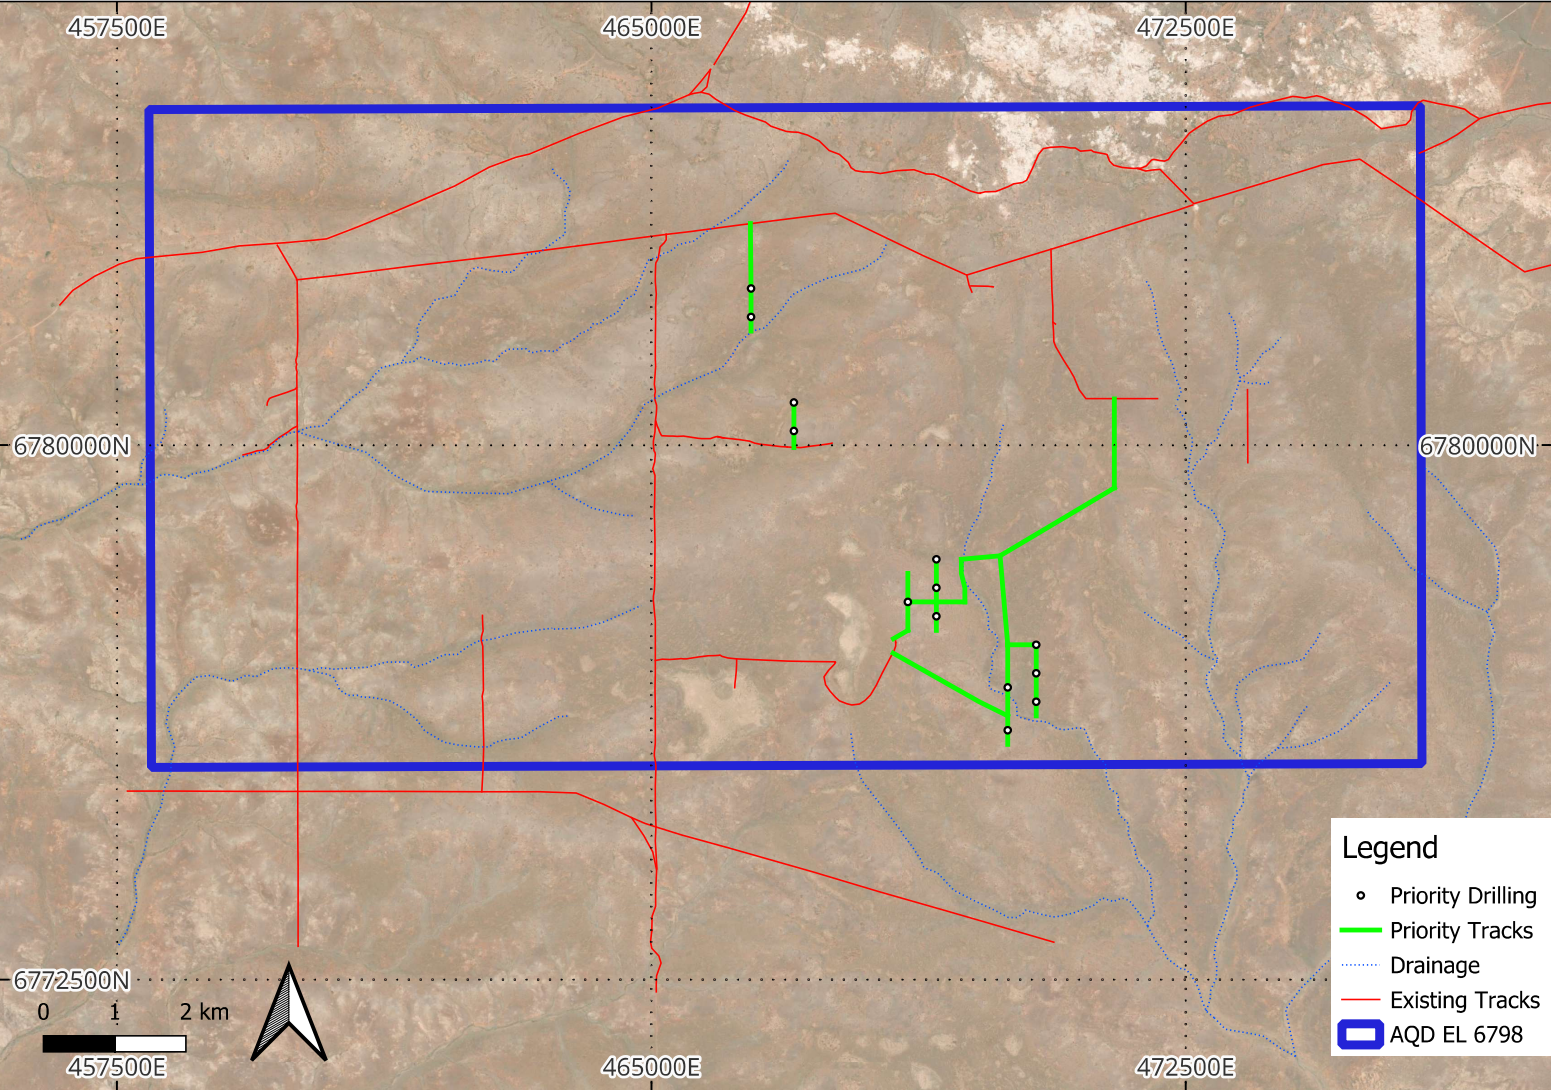 457500E 465000E 472500E
6780000N 6780000N
Legend
Priority Drilling
Priority Tracks
Drainage
Existing Tracks
AQD EL 6798
6772500N
0 1 2 km
457500E 465000E 472500E